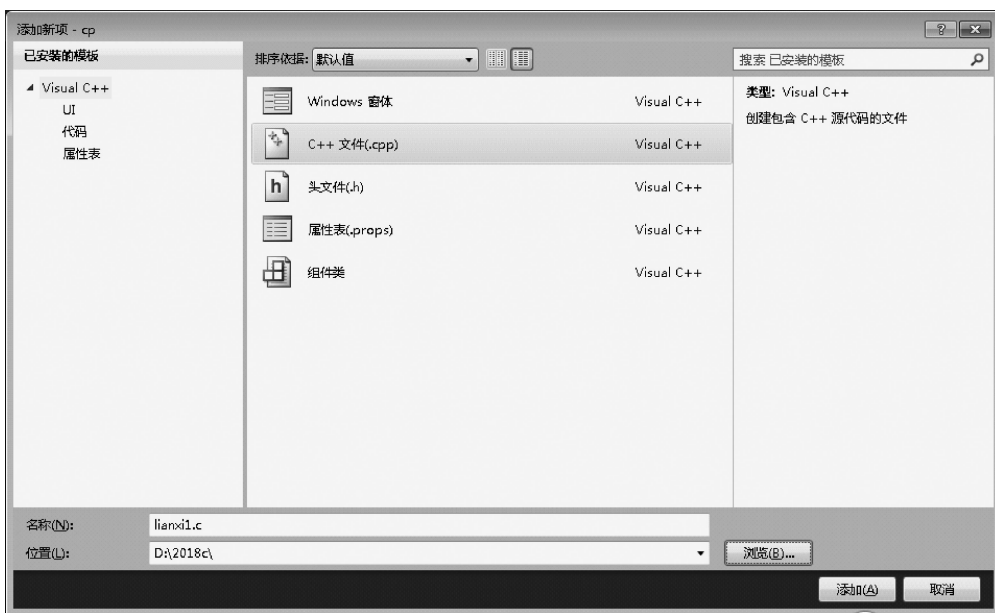 添加新项 - cp
已安装的模板
排序依据: 默认值
搜索 已安装的模板
Visual C++
UI
代码
属性表
Windows 窗体 Visual C++
C++ 文件(.cpp) Visual C++
头文件(.h) Visual C++
属性表(.props) Visual C++
组件类 Visual C++
类型: Visual C++
创建包含 C++ 源代码的文件
名称(N): lianxi1.c
位置(L): D:\2018c\
浏览(B)...
添加(A) 取消